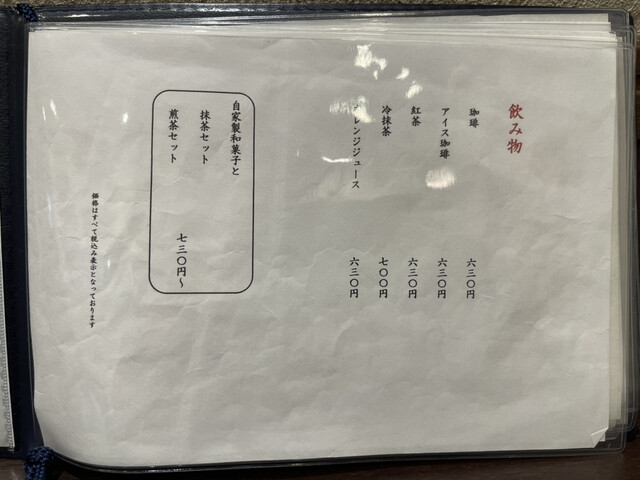 飲み物
珈琲 六三〇円
アイス珈琲 六三〇円
紅茶 六三〇円
冷抹茶 七〇〇円
レンジジュース 六三〇円
自家製和菓子と
抹茶セット
煎茶セット 七三〇円～
価格はすべて税込み表示となっております